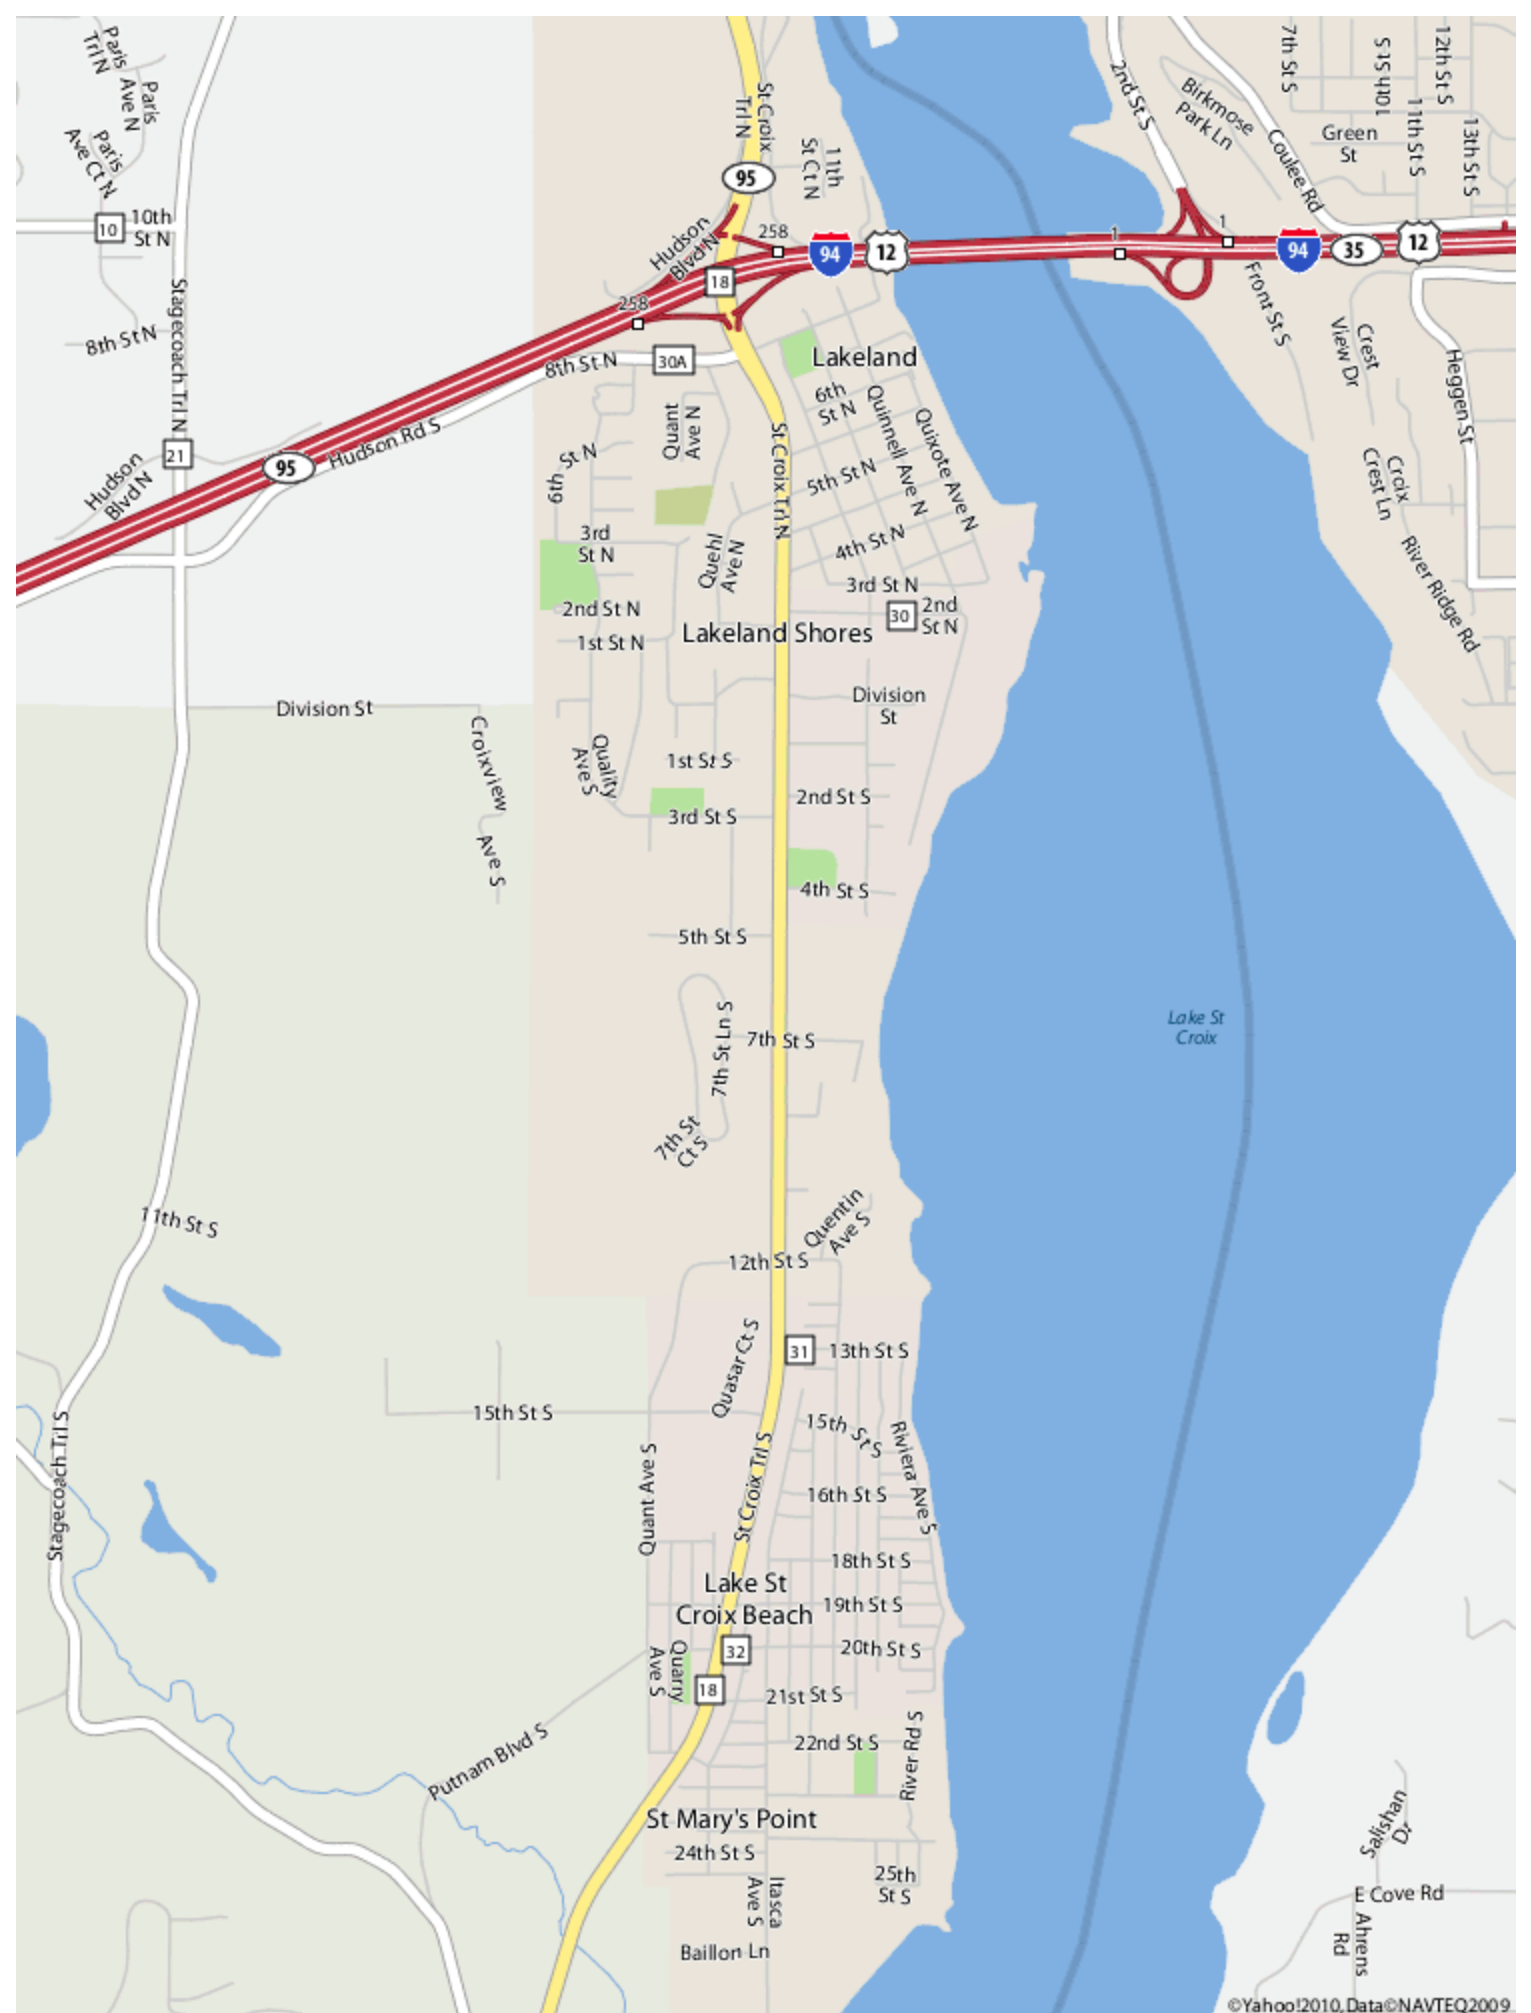 Paris
Trl N
Paris
Ave N
Paris
Ave Ct N
10
10th
St N
8th St N
Stagecoach Trl N
21
Hudson
Blvd N
95
Hudson Rd S
8th St N
30A
St Croix
Trl N
95
11th
St Ct N
Hudson
Blvd N
258
258
18
94
12
1
1
94
35
12
2nd St S
Birkmose
Park Ln
Coulee Rd
7th St S
10th St S
12th St S
11th St S
13th St S
Green
St
Front St S
Crest
View Dr
Heggen St
Croix
Crest Ln
River Ridge Rd
Lakeland
6th
St N
Quinnell Ave N
Quixote Ave N
5th St N
4th St N
3rd St N
30
2nd
St N
Quant
Ave N
St Croix Trl N
6th St N
3rd
St N
Quehl
Ave N
2nd St N
1st St N
Lakeland Shores
Division St
Croixview
Ave S
Division
St
Quality
Ave S
1st St S
2nd St S
3rd St S
4th St S
5th St S
7th St Ln S
7th St S
7th St
Ct S
Lake St
Croix
11th St S
Quentin
Ave S
12th St S
Quasar Ct S
31
13th St S
15th St S
15th St S
Riviera Ave S
Stagecoach Trl S
Quant Ave S
St Croix Trl S
16th St S
18th St S
Lake St
Croix Beach
19th St S
20th St S
32
Quarry
Ave S
18
21st St S
22nd St S
River Rd S
Putnam Blvd S
St Mary's Point
24th St S
25th
St S
Itasca
Ave S
Baillon Ln
Salishan
Dr
E Cove Rd
Ahrens
Rd
©Yahoo!2010, Data©NAVTEQ2009